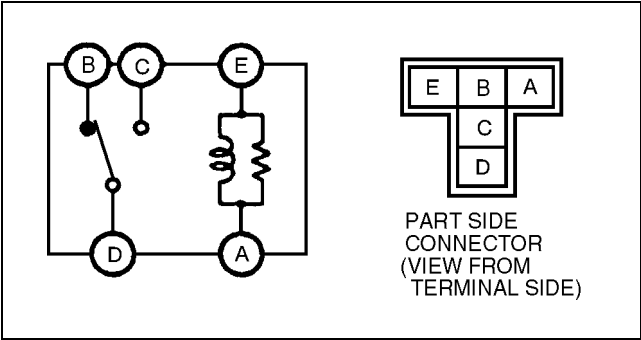 B C E
D A
E B A
C
D
PART SIDE
CONNECTOR
(VIEW FROM
TERMINAL SIDE)